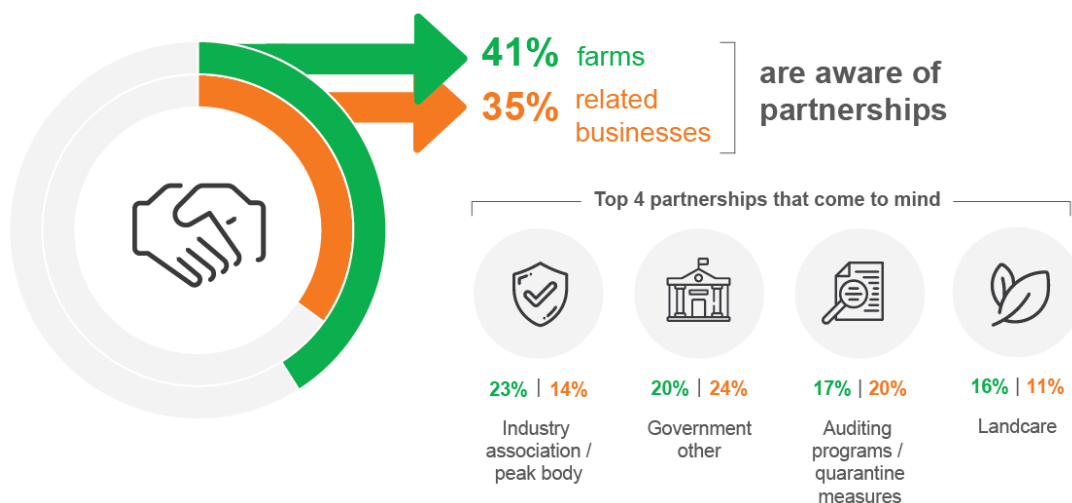 41% farms
35% related
businesses
are aware of
partnerships
Top 4 partnerships that come to mind
23% | 14%
Industry
association /
peak body
20% | 24%
Government
other
17% | 20%
Auditing
programs /
quarantine
measures
16% | 11%
Landcare